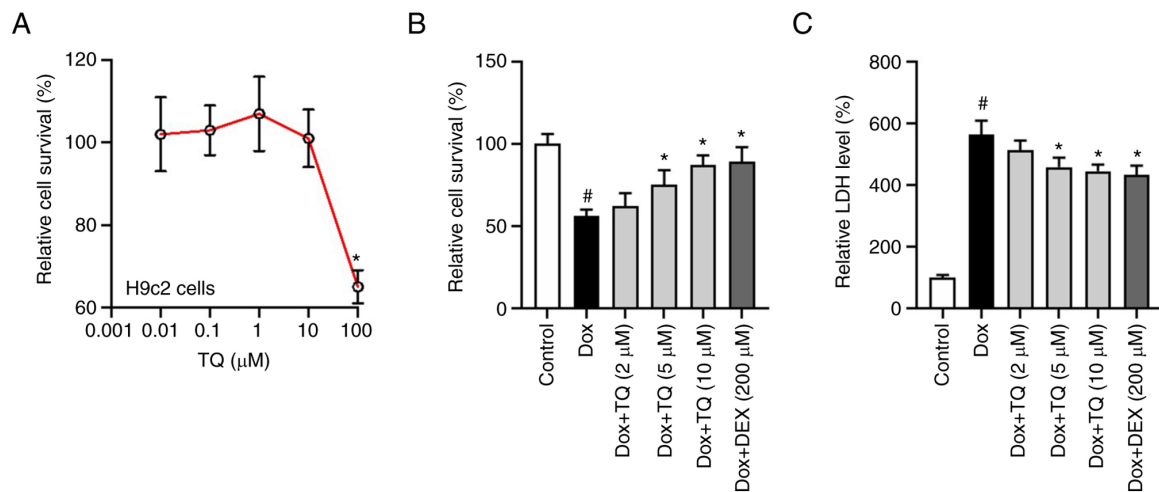 A
Relative cell survival (%)
120
100
80
60
*
H9c2 cells
0.001 0.01 0.1 1 10 100
TQ (μM)
B
Relative cell survival (%)
150
100
50
0
#
*
*
*
Control
Dox
Dox+TQ (2 μM)
Dox+TQ (5 μM)
Dox+TQ (10 μM)
Dox+DEX (200 μM)
C
Relative LDH level (%)
800
600
400
200
0
#
*
*
*
Control
Dox
Dox+TQ (2 μM)
Dox+TQ (5 μM)
Dox+TQ (10 μM)
Dox+DEX (200 μM)